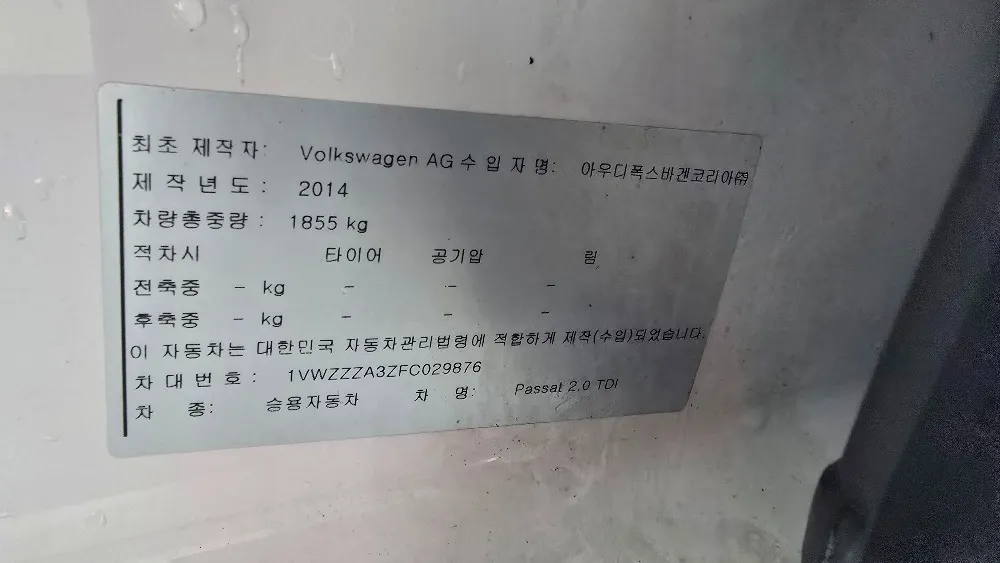 최초 제작자: Volkswagen AG 수 입 자 명: 아우디폭스바겐코리아㈜
제 작 년 도 : 2014
차량총중량 : 1855 kg
적차시 타이어 공기압 림
전축중 - kg - - -
후축중 - kg - - -
이 자동차는 대한민국 자동차관리법령에 적합하게 제작(수입)되었습니다.
차 대 번 호 : 1VWZZZA3ZFC029876
차 종: 승용자동차 차 명: Passat 2.0 TDI